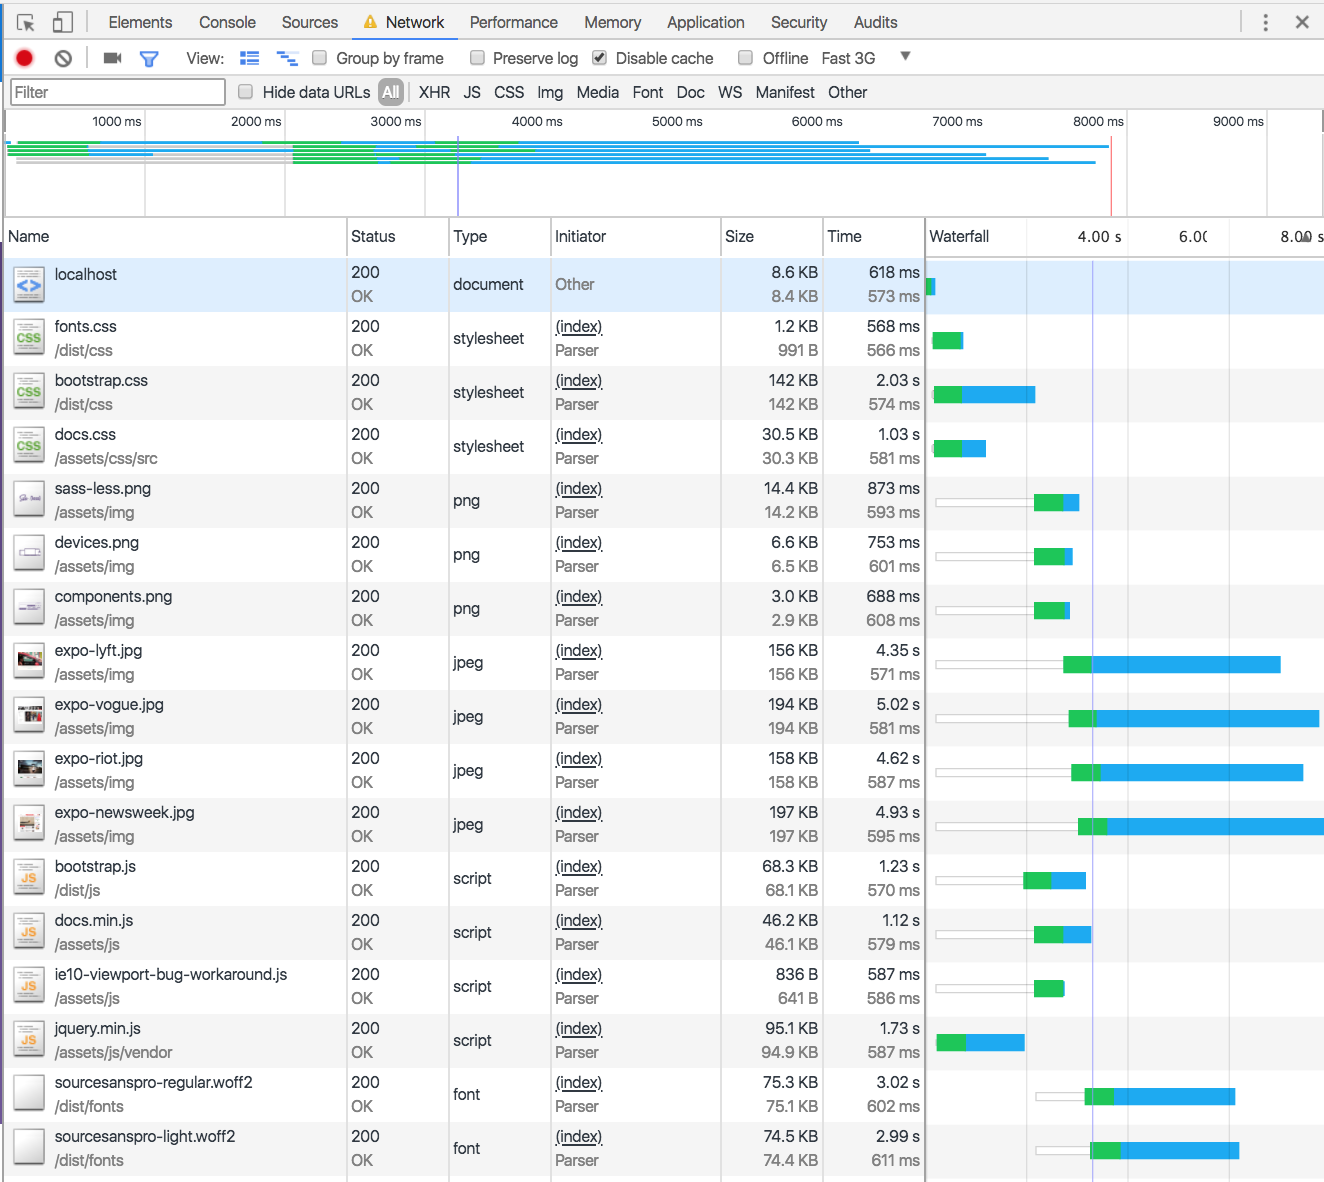 Elements Console Sources Network Performance Memory Application Security Audits
View: Group by frame Preserve log Disable cache Offline Fast 3G
Filter Hide data URLs All XHR JS CSS Img Media Font Doc WS Manifest Other
1000 ms 2000 ms 3000 ms 4000 ms 5000 ms 6000 ms 7000 ms 8000 ms 9000 ms
Name Status Type Initiator Size Time Waterfall 4.00 s 6.00 8.00 s
localhost 200 document Other 8.6 KB 618 ms
OK 8.4 KB 573 ms
fonts.css 200 stylesheet (index) 1.2 KB 568 ms
/dist/css OK Parser 991 B 566 ms
bootstrap.css 200 stylesheet (index) 142 KB 2.03 s
/dist/css OK Parser 142 KB 574 ms
docs.css 200 stylesheet (index) 30.5 KB 1.03 s
/assets/css/src OK Parser 30.3 KB 581 ms
sass-less.png 200 png (index) 14.4 KB 873 ms
/assets/img OK Parser 14.2 KB 593 ms
devices.png 200 png (index) 6.6 KB 753 ms
/assets/img OK Parser 6.5 KB 601 ms
components.png 200 png (index) 3.0 KB 688 ms
/assets/img OK Parser 2.9 KB 608 ms
expo-lyft.jpg 200 jpeg (index) 156 KB 4.35 s
/assets/img OK Parser 156 KB 571 ms
expo-vogue.jpg 200 jpeg (index) 194 KB 5.02 s
/assets/img OK Parser 194 KB 581 ms
expo-riot.jpg 200 jpeg (index) 158 KB 4.62 s
/assets/img OK Parser 158 KB 587 ms
expo-newsweek.jpg 200 jpeg (index) 197 KB 4.93 s
/assets/img OK Parser 197 KB 595 ms
bootstrap.js 200 script (index) 68.3 KB 1.23 s
/dist/js OK Parser 68.1 KB 570 ms
docs.min.js 200 script (index) 46.2 KB 1.12 s
/assets/js OK Parser 46.1 KB 579 ms
ie10-viewport-bug-workaround.js 200 script (index) 836 B 587 ms
/assets/js OK Parser 641 B 586 ms
jquery.min.js 200 script (index) 95.1 KB 1.73 s
/assets/js/vendor OK Parser 94.9 KB 587 ms
sourcesanspro-regular.woff2 200 font (index) 75.3 KB 3.02 s
/dist/fonts OK Parser 75.1 KB 602 ms
sourcesanspro-light.woff2 200 font (index) 74.5 KB 2.99 s
/dist/fonts OK Parser 74.4 KB 611 ms